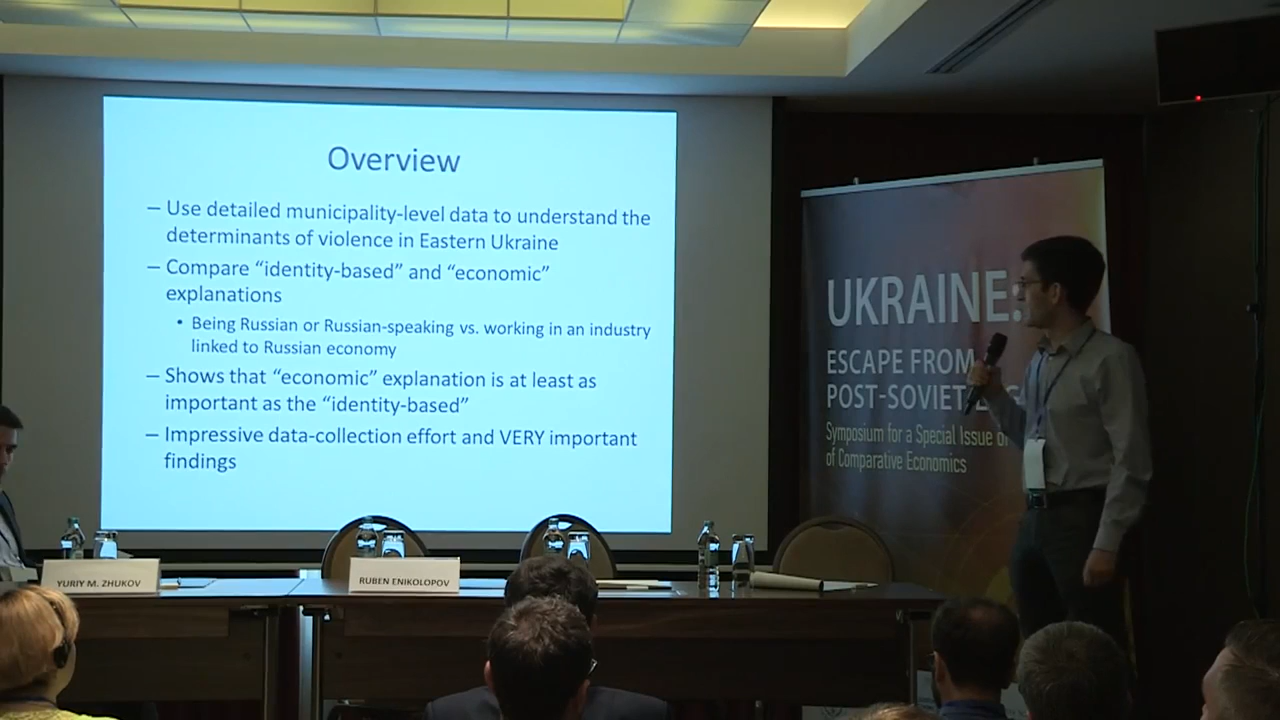 Overview
– Use detailed municipality-level data to understand the
determinants of violence in Eastern Ukraine
– Compare “identity-based” and “economic”
explanations
• Being Russian or Russian-speaking vs. working in an industry
linked to Russian economy
– Shows that “economic” explanation is at least as
important as the “identity-based”
– Impressive data-collection effort and VERY important
findings
UKRAINE:
ESCAPE FROM
POST-SOVIET
Symposium for a Special Issue of
of Comparative Economics
YURIY M. ZHUKOV
RUBEN ENIKOLOPOV